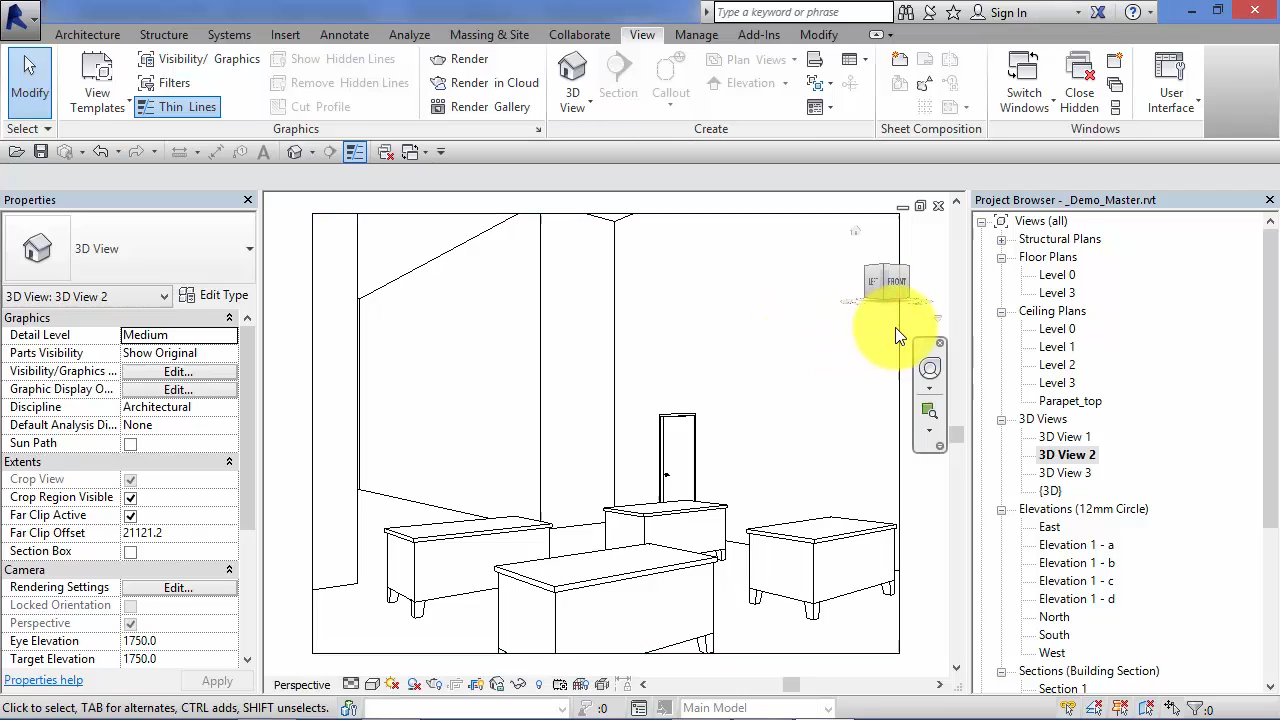 Type a keyword or phrase
Sign In
Architecture Structure Systems Insert Annotate Analyze Massing & Site Collaborate View Manage Add-Ins Modify
Modify
View Templates
Visibility/ Graphics
Filters
Thin Lines
Show Hidden Lines
Remove Hidden Lines
Cut Profile
Render
Render in Cloud
Render Gallery
3D View
Section
Callout
Plan Views
Elevation
Switch Windows
Close Hidden
User Interface
Select Graphics Create Sheet Composition Windows
Properties
3D View
3D View: 3D View 2 Edit Type
Graphics
Detail Level Medium
Parts Visibility Show Original
Visibility/Graphics ... Edit...
Graphic Display O... Edit...
Discipline Architectural
Default Analysis Di... None
Sun Path
Extents
Crop View
Crop Region Visible
Far Clip Active
Far Clip Offset 21121.2
Section Box
Camera
Rendering Settings Edit...
Locked Orientation
Perspective
Eye Elevation 1750.0
Target Elevation 1750.0
Properties help Apply
LEFT FRONT
Perspective
Project Browser - _Demo_Master.rvt
Views (all)
Structural Plans
Floor Plans
Level 0
Level 3
Ceiling Plans
Level 0
Level 1
Level 2
Level 3
Parapet_top
3D Views
3D View 1
3D View 2
3D View 3
{3D}
Elevations (12mm Circle)
East
Elevation 1 - a
Elevation 1 - b
Elevation 1 - c
Elevation 1 - d
North
South
West
Sections (Building Section)
Section 1
Click to select, TAB for alternates, CTRL adds, SHIFT unselects.
:0
Main Model
:0